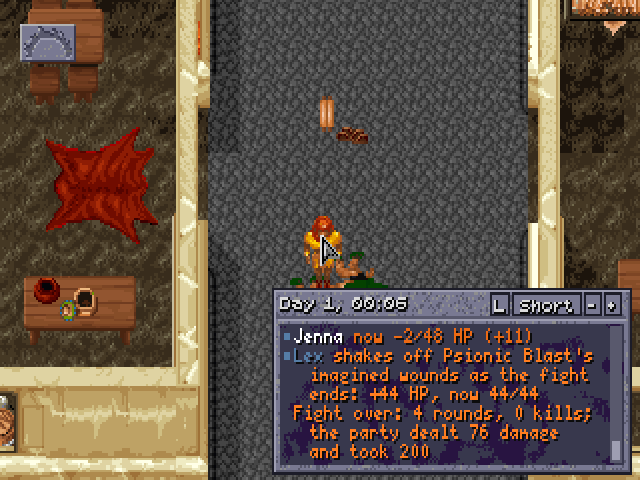 Day 1, 00:06 L Short - +
Jenna now -2/48 HP (+11)
Lex shakes off Psionic Blast's
imagined wounds as the fight
ends: +44 HP, now 44/44
Fight over: 4 rounds, 0 kills;
the party dealt 76 damage
and took 200